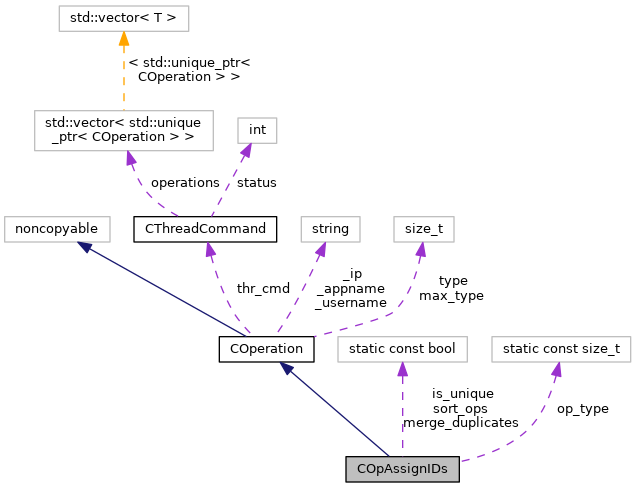 std::vector< T >
< std::unique_ptr<
COperation > >
std::vector< std::unique
_ptr< COperation > >
int
operations
status
noncopyable
CThreadCommand
string
size_t
thr_cmd
_ip
_appname
_username
type
max_type
COperation
static const bool
static const size_t
is_unique
sort_ops
merge_duplicates
op_type
COpAssignIDs